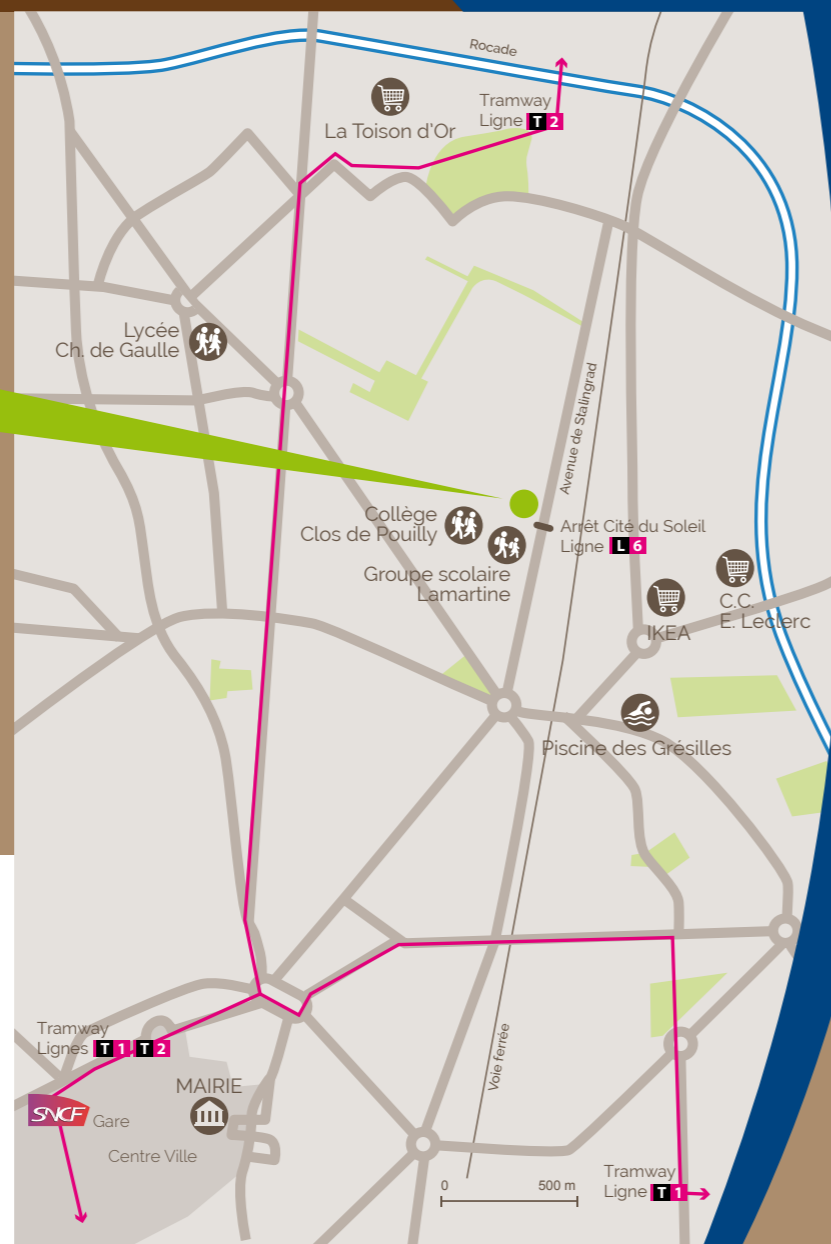 Rocade
Tramway
Ligne T 2
La Toison d'Or
Lycée
Ch. de Gaulle
Avenue de Stalingrad
Collège
Clos de Pouilly
Arrêt Cité du Soleil
Ligne L 6
Groupe scolaire
Lamartine
C.C.
E. Leclerc
IKEA
Piscine des Grésilles
Voie ferrée
Tramway
Lignes T 1 T 2
MAIRIE
SNCF Gare
Centre Ville
0 500 m
Tramway
Ligne T 1